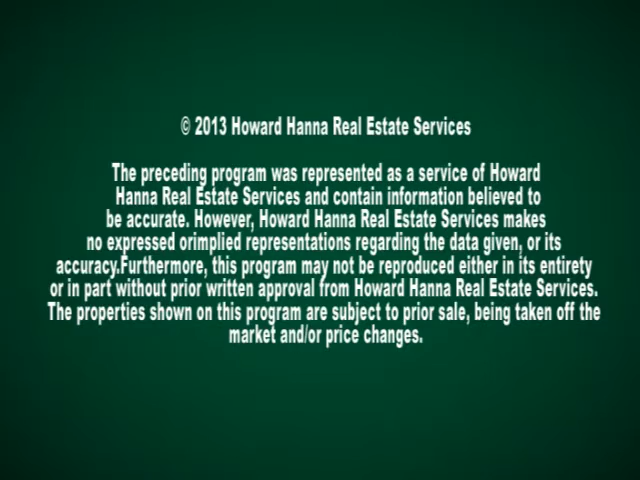 © 2013 Howard Hanna Real Estate Services
The preceding program was represented as a service of Howard
Hanna Real Estate Services and contain information believed to
be accurate. However, Howard Hanna Real Estate Services makes
no expressed orimplied representations regarding the data given, or its
accuracy.Furthermore, this program may not be reproduced either in its entirety
or in part without prior written approval from Howard Hanna Real Estate Services.
The properties shown on this program are subject to prior sale, being taken off the
market and/or price changes.